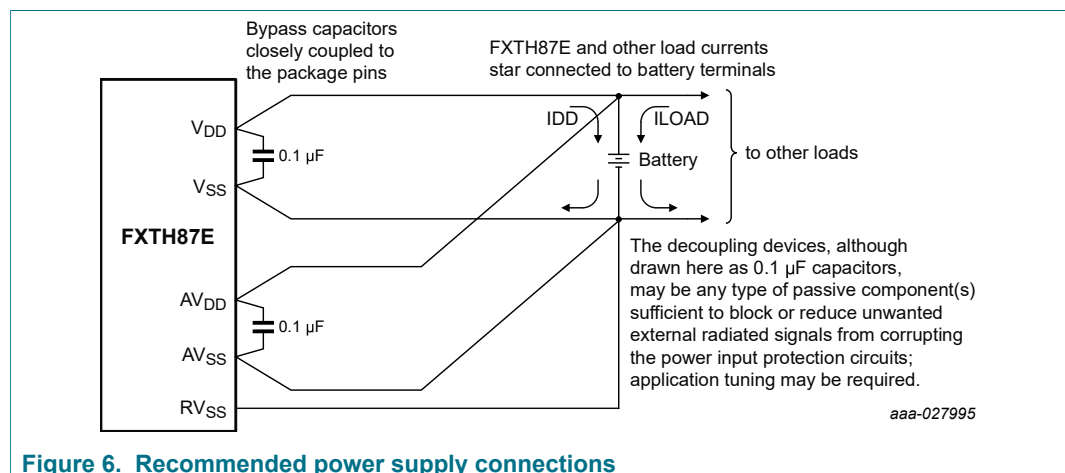 Bypass capacitors
closely coupled to
the package pins
FXTH87E and other load currents
star connected to battery terminals
VDD
0.1 µF
VSS
FXTH87E
AVDD
0.1 µF
AVSS
RVSS
IDD
ILOAD
Battery
to other loads
The decoupling devices, although
drawn here as 0.1 µF capacitors,
may be any type of passive component(s)
sufficient to block or reduce unwanted
external radiated signals from corrupting
the power input protection circuits;
application tuning may be required.
aaa-027995
Figure 6. Recommended power supply connections